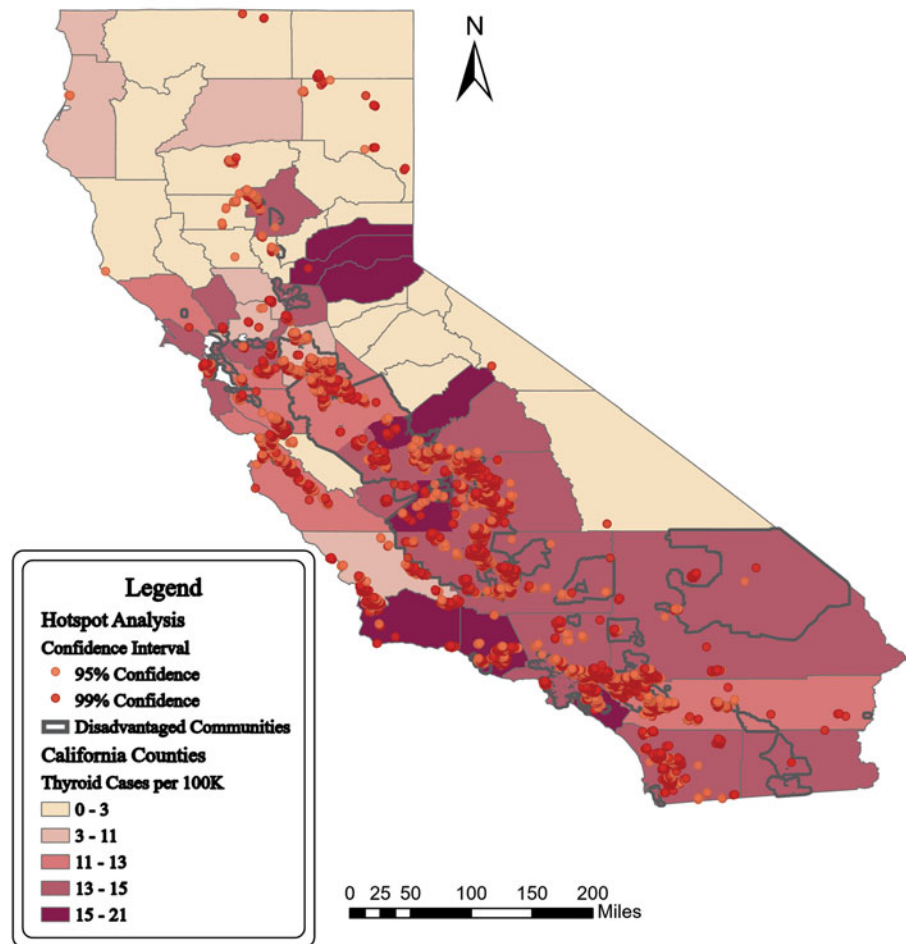 N
Legend
Hotspot Analysis
Confidence Interval
95% Confidence
99% Confidence
Disadvantaged Communities
California Counties
Thyroid Cases per 100K
0 - 3
3 - 11
11 - 13
13 - 15
15 - 21
0 25 50 100 150 200
Miles